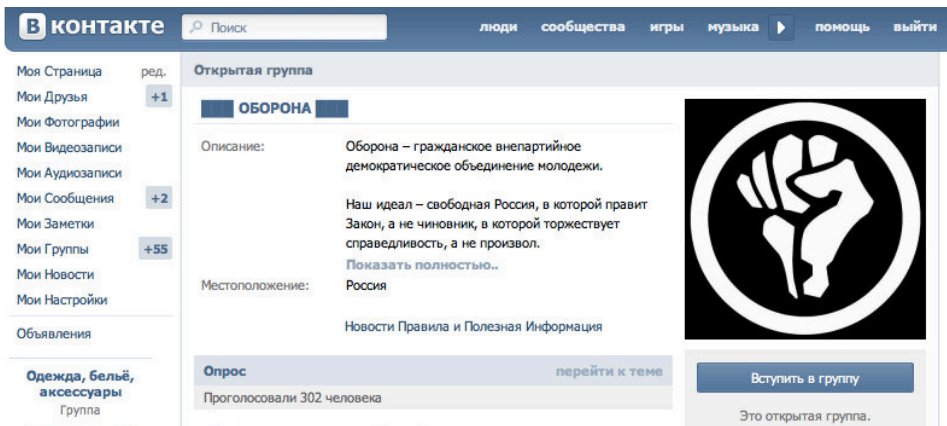 В контакте Поиск люди сообщества игры музыка помощь выйти
Моя Страница ред.
Мои Друзья +1
Мои Фотографии
Мои Видеозаписи
Мои Аудиозаписи
Мои Сообщения +2
Мои Заметки
Мои Группы +55
Мои Новости
Мои Настройки
Объявления
Одежда, бельё,
аксессуары
Группа
Открытая группа
███ ОБОРОНА ███
Описание: Оборона – гражданское внепартийное
демократическое объединение молодежи.
Наш идеал – свободная Россия, в которой правит
Закон, а не чиновник, в которой торжествует
справедливость, а не произвол.
Показать полностью..
Местоположение: Россия
Новости Правила и Полезная Информация
Опрос перейти к теме
Проголосовали 302 человека
Вступить в группу
Это открытая группа.